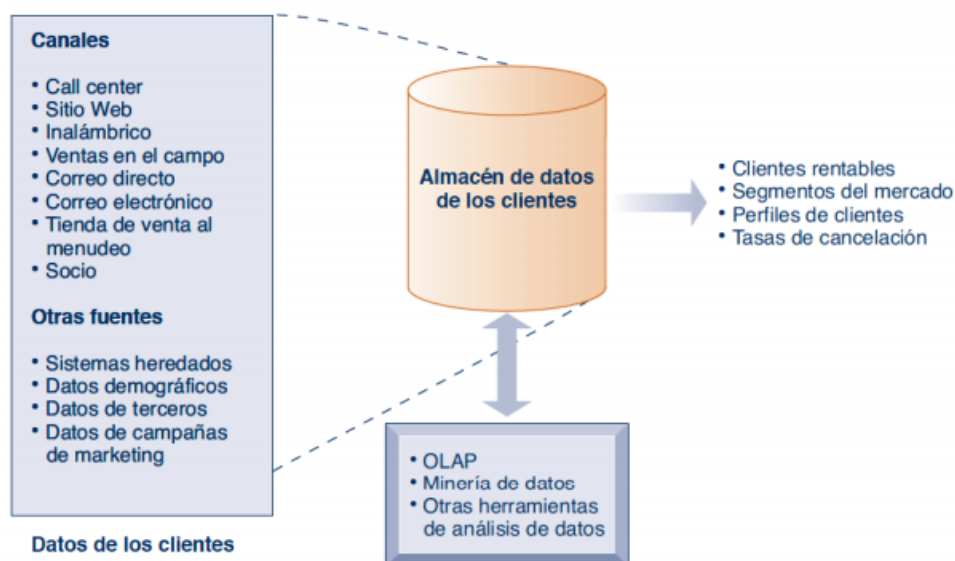 Canales
• Call center
• Sitio Web
• Inalámbrico
• Ventas en el campo
• Correo directo
• Correo electrónico
• Tienda de venta al
menudeo
• Socio
Otras fuentes
• Sistemas heredados
• Datos demográficos
• Datos de terceros
• Datos de campañas
de marketing
Datos de los clientes
Almacén de datos
de los clientes
• Clientes rentables
• Segmentos del mercado
• Perfiles de clientes
• Tasas de cancelación
• OLAP
• Minería de datos
• Otras herramientas
de análisis de datos